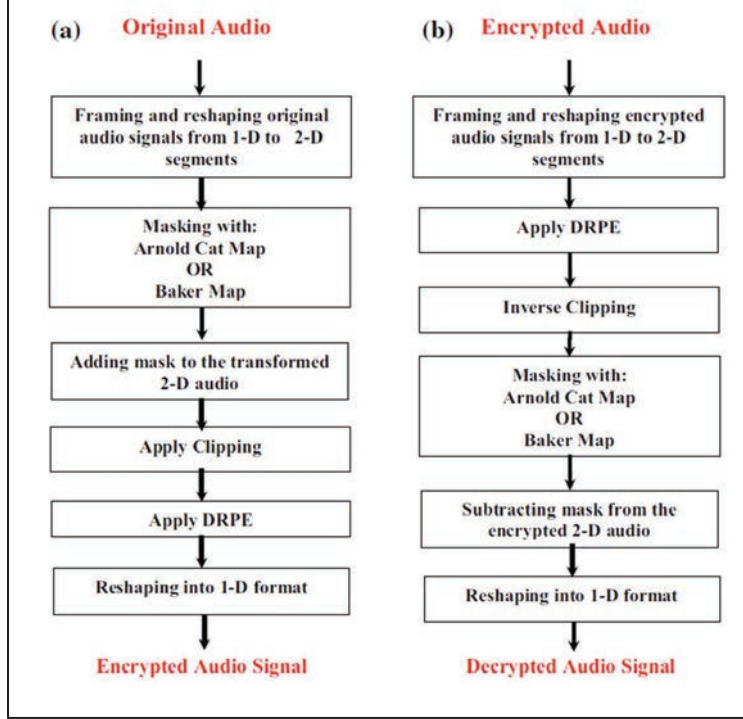 (a) Original Audio
Framing and reshaping original
audio signals from 1-D to 2-D
segments
Masking with:
Arnold Cat Map
OR
Baker Map
Adding mask to the transformed
2-D audio
Apply Clipping
Apply DRPE
Reshaping into 1-D format
Encrypted Audio Signal
(b) Encrypted Audio
Framing and reshaping encrypted
audio signals from 1-D to 2-D
segments
Apply DRPE
Inverse Clipping
Masking with:
Arnold Cat Map
OR
Baker Map
Subtracting mask from the
encrypted 2-D audio
Reshaping into 1-D format
Decrypted Audio Signal